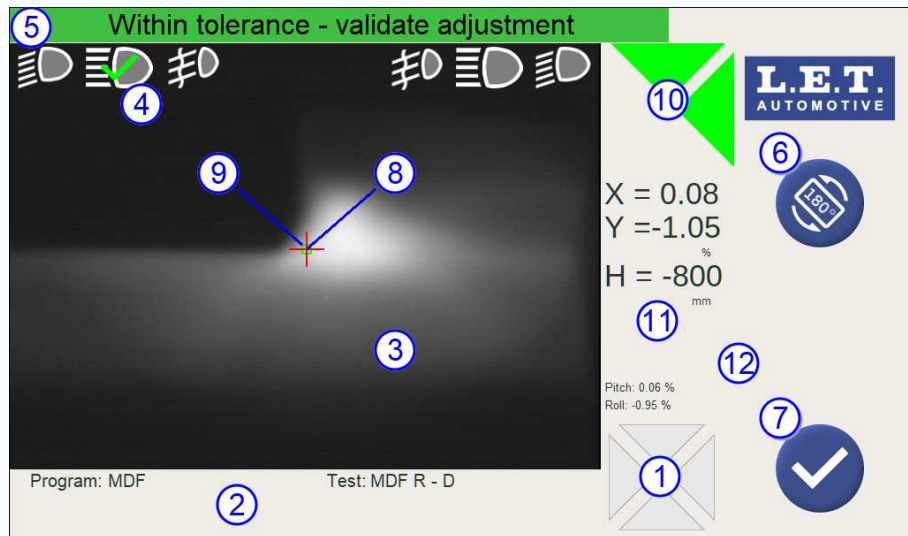 Within tolerance - validate adjustment
5
4
10
L.E.T.
AUTOMOTIVE
6
180°
9
8
X = 0.08
Y =-1.05
%
H = -800
mm
11
3
12
Pitch: 0.06 %
Roll: -0.95 %
7
1
Program: MDF
Test: MDF R - D
2